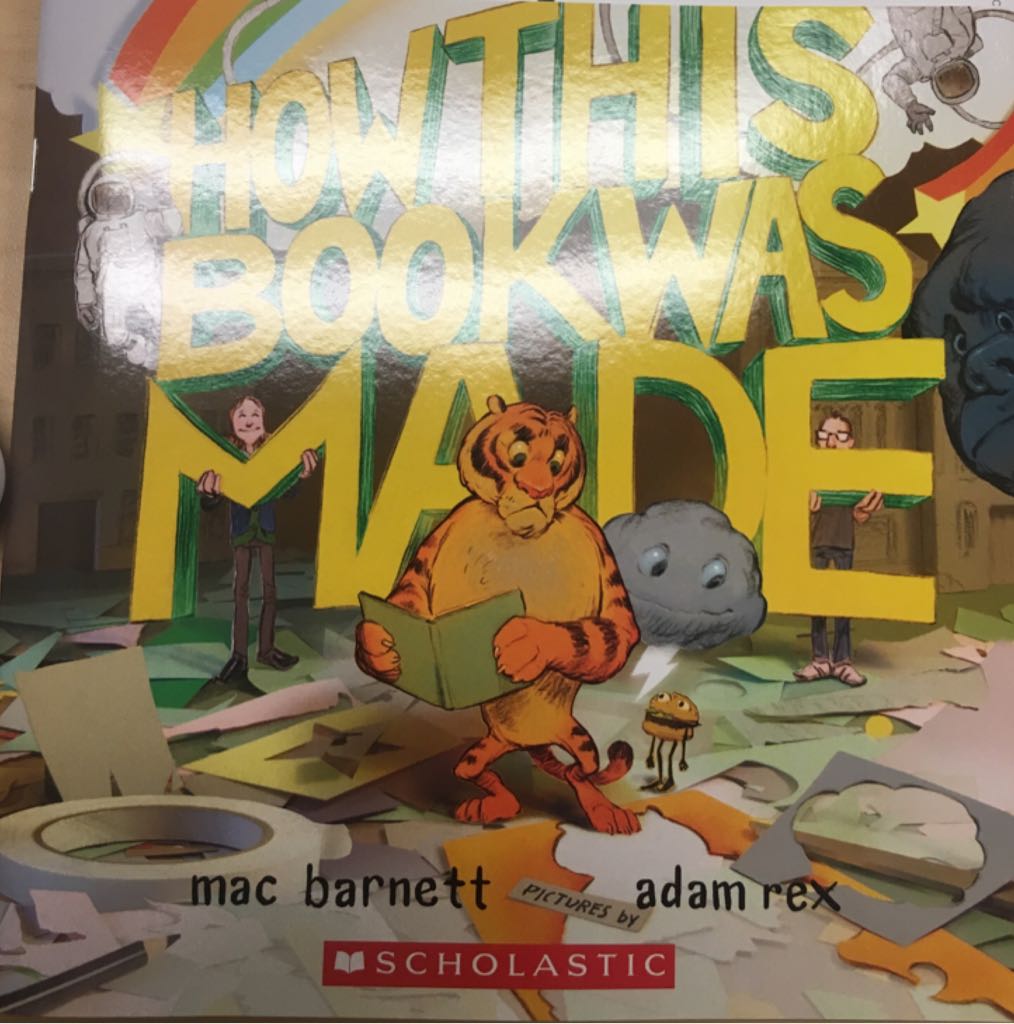 HOW THIS
BOOK WAS
MADE
mac barnett
PICTURES by
adam rex
SCHOLASTIC